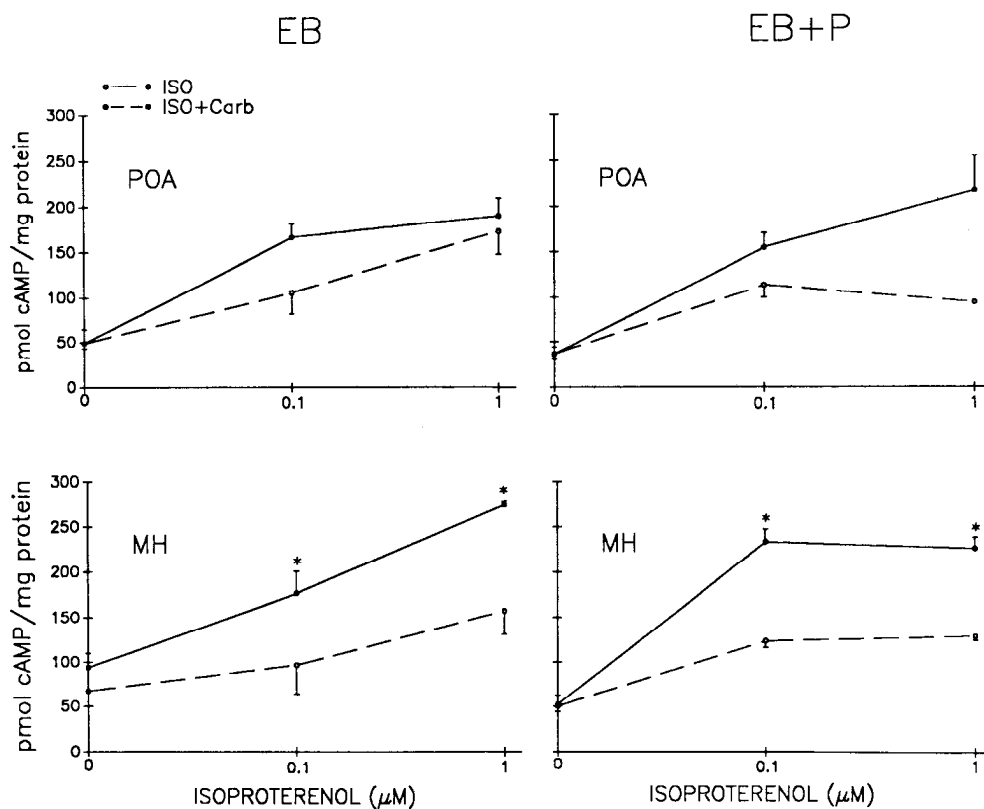 EB
EB+P
ISO
ISO+Carb
300
250
200
150
100
50
0
pmol cAMP/mg protein
POA
0
0.1
1
POA
0
0.1
1
300
250
200
150
100
50
0
pmol cAMP/mg protein
MH
*
*
0
0.1
1
ISOPROTERENOL (μM)
MH
*
*
0
0.1
1
ISOPROTERENOL (μM)